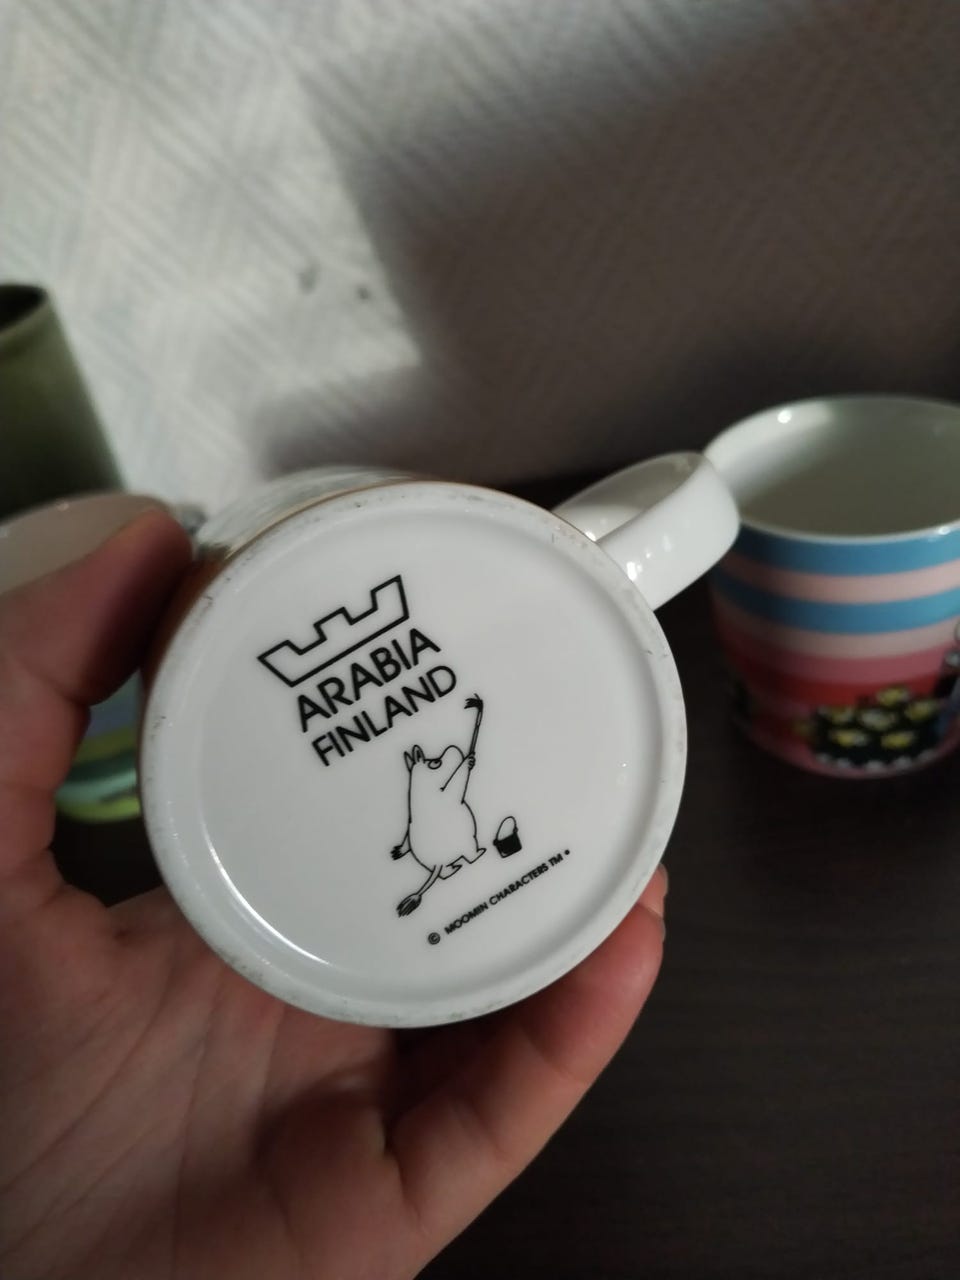 ARABIA
FINLAND
© MOOMIN CHARACTERS TM •